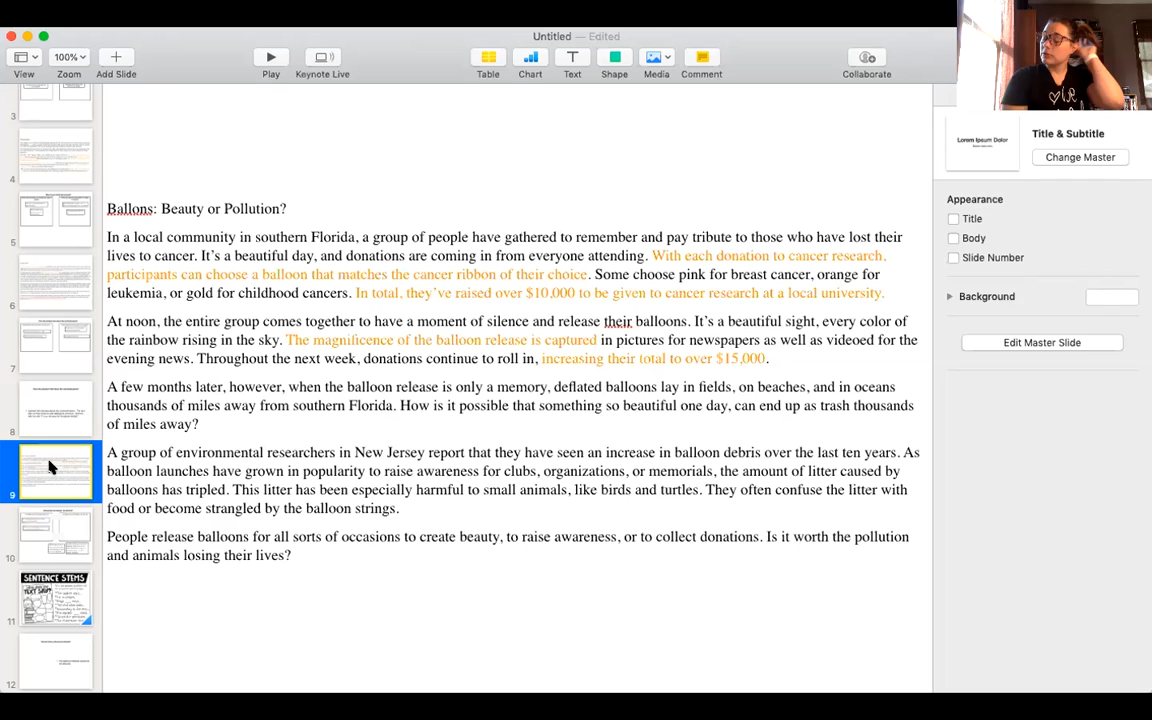 Untitled — Edited
View
100%
Zoom
Add Slide
Play
Keynote Live
Table
Chart
Text
Shape
Media
Comment
Collaborate
Lorem Ipsum Dolor
Title & Subtitle
Change Master
Appearance
Title
Body
Slide Number
Background
Edit Master Slide
3
4
5
6
7
8
9
10
11
12
SENTENCE STEMS
Ballons: Beauty or Pollution?
In a local community in southern Florida, a group of people have gathered to remember and pay tribute to those who have lost their
lives to cancer. It's a beautiful day, and donations are coming in from everyone attending. With each donation to cancer research,
participants can choose a balloon that matches the cancer ribbon of their choice. Some choose pink for breast cancer, orange for
leukemia, or gold for childhood cancers. In total, they've raised over $10,000 to be given to cancer research at a local university.
At noon, the entire group comes together to have a moment of silence and release their balloons. It's a beautiful sight, every color of
the rainbow rising in the sky. The magnificence of the balloon release is captured in pictures for newspapers as well as videoed for the
evening news. Throughout the next week, donations continue to roll in, increasing their total to over $15,000.
A few months later, however, when the balloon release is only a memory, deflated balloons lay in fields, on beaches, and in oceans
thousands of miles away from southern Florida. How is it possible that something so beautiful one day, can end up as trash thousands
of miles away?
A group of environmental researchers in New Jersey report that they have seen an increase in balloon debris over the last ten years. As
balloon launches have grown in popularity to raise awareness for clubs, organizations, or memorials, the amount of litter caused by
balloons has tripled. This litter has been especially harmful to small animals, like birds and turtles. They often confuse the litter with
food or become strangled by the balloon strings.
People release balloons for all sorts of occasions to create beauty, to raise awareness, or to collect donations. Is it worth the pollution
and animals losing their lives?